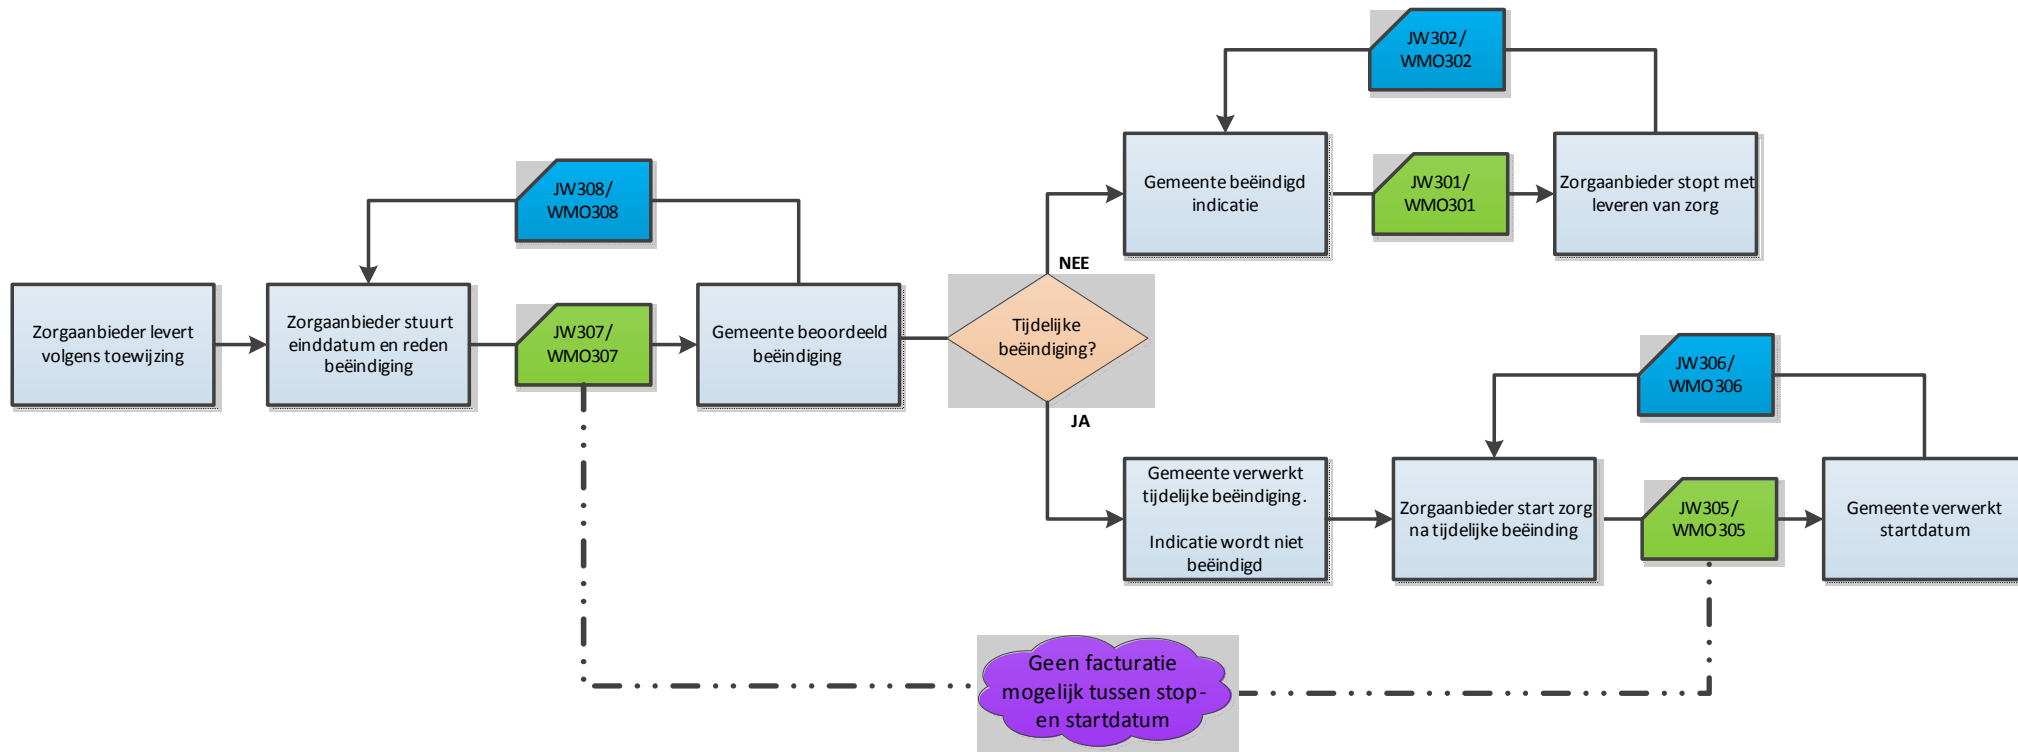 Zorgaanbieder levert
volgens toewijzing
Zorgaanbieder stuurt
einddatum en reden
beëindiging
JW308/
WMO308
JW307/
WMO307
Gemeente beoordeeld
beëindiging
Tijdelijke
beëindiging?
NEE
JA
Gemeente beëindigd
indicatie
JW302/
WMO302
JW301/
WMO301
Zorgaanbieder stopt met
leveren van zorg
Gemeente verwerkt
tijdelijke beëindiging.
Indicatie wordt niet
beëindigd
Zorgaanbieder start zorg
na tijdelijke beëinding
JW306/
WMO306
JW305/
WMO305
Gemeente verwerkt
startdatum
Geen facturatie
mogelijk tussen stop-
en startdatum